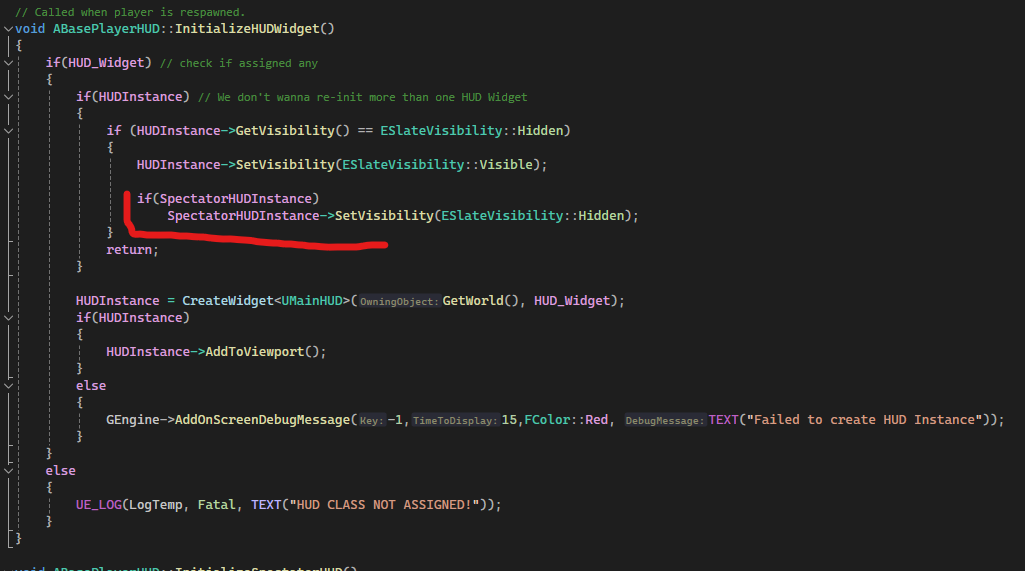 // Called when player is respawned.
void ABasePlayerHUD::InitializeHUDWidget()
{
if(HUD_Widget) // check if assigned any
{
if(HUDInstance) // We don't wanna re-init more than one HUD Widget
{
if (HUDInstance->GetVisibility() == ESlateVisibility::Hidden)
{
HUDInstance->SetVisibility(ESlateVisibility::Visible);
if(SpectatorHUDInstance)
SpectatorHUDInstance->SetVisibility(ESlateVisibility::Hidden);
}
return;
}
HUDInstance = CreateWidget<UMainHUD>(OwningObject:GetWorld(), HUD_Widget);
if(HUDInstance)
{
HUDInstance->AddToViewport();
}
else
{
GEngine->AddOnScreenDebugMessage(Key:-1,TimeToDisplay:15,FColor::Red, DebugMessage:TEXT("Failed to create HUD Instance"));
}
}
else
{
UE_LOG(LogTemp, Fatal, TEXT("HUD CLASS NOT ASSIGNED!"));
}
}
void ABasePlayerHUD::InitializeSpectatorHUD()